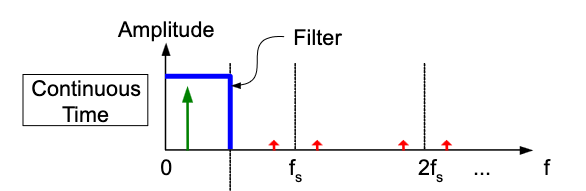 Amplitude
Filter
Continuous
Time
0
fs
2fs
...
f